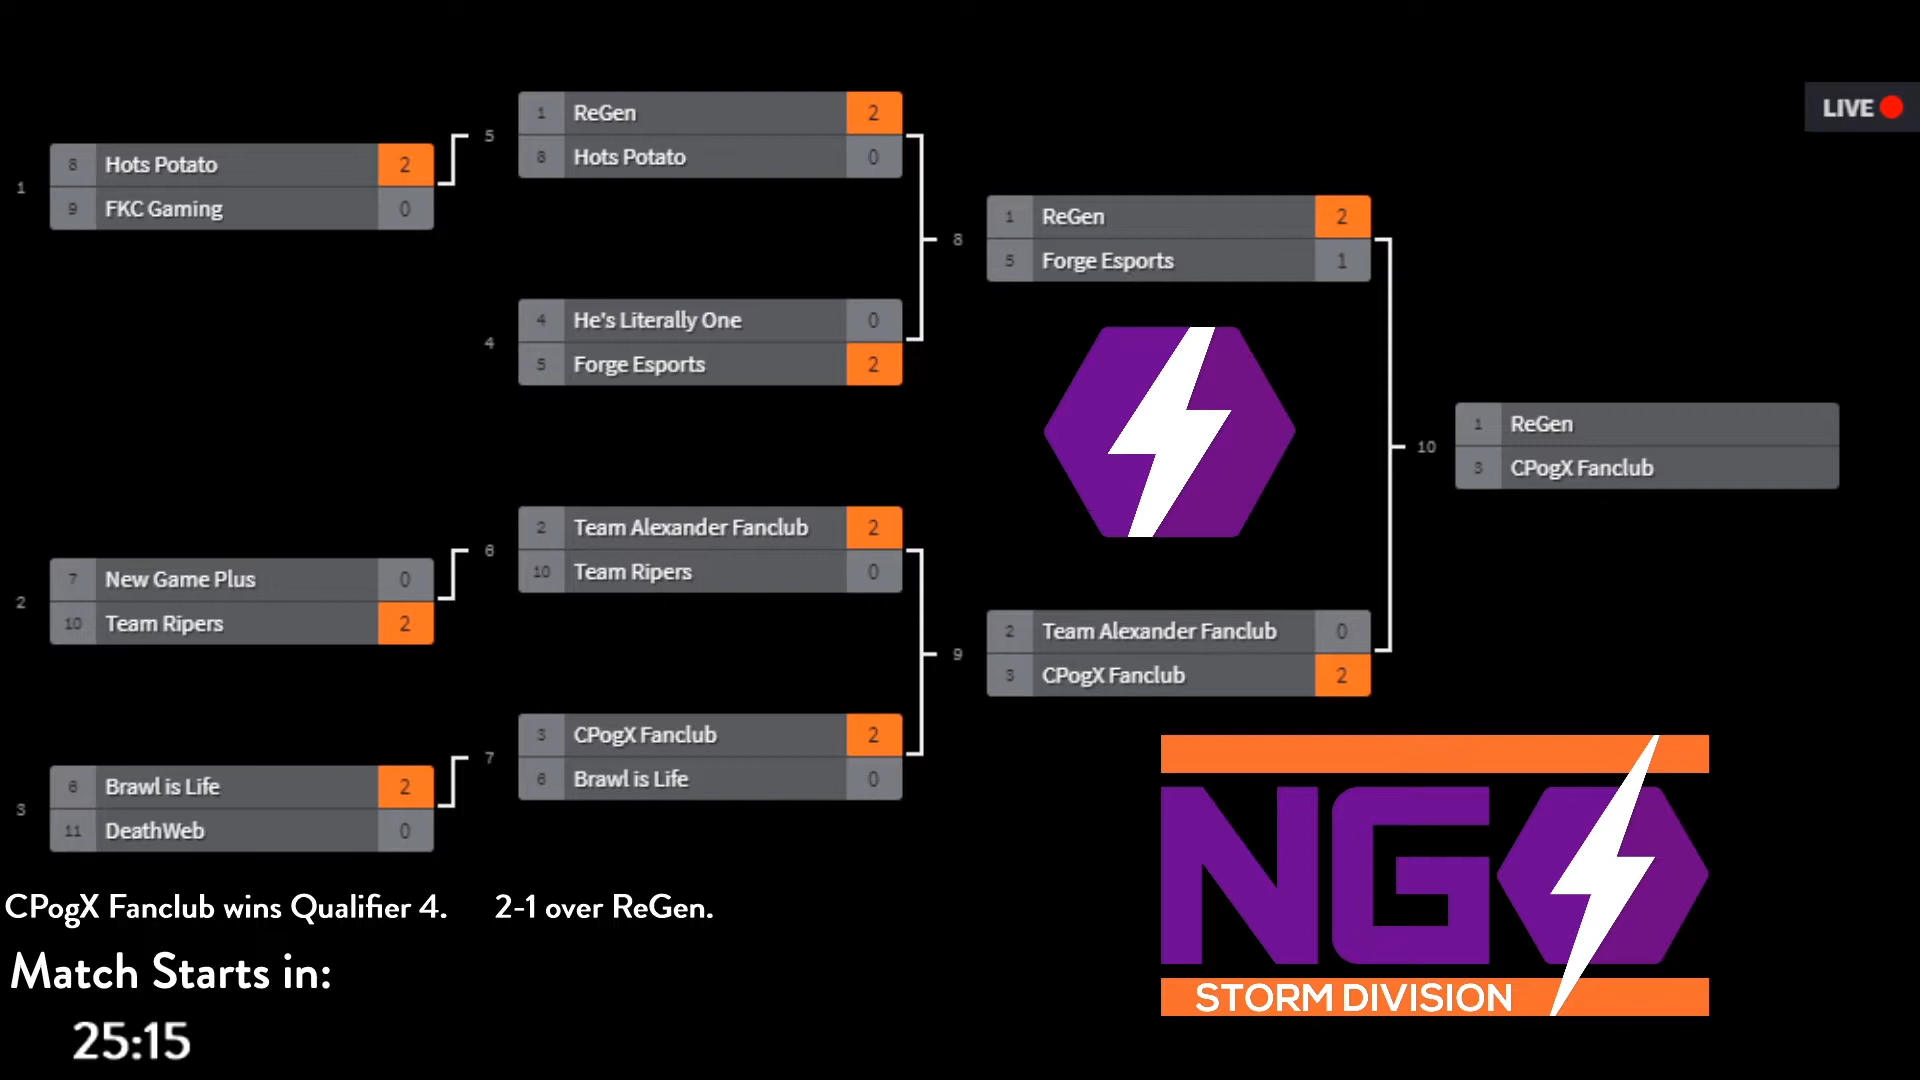 LIVE
1
8 Hots Potato 2
9 FKC Gaming 0
2
7 New Game Plus 0
10 Team Ripers 2
3
6 Brawl is Life 2
11 DeathWeb 0
5
1 ReGen 2
8 Hots Potato 0
4
4 He's Literally One 0
5 Forge Esports 2
6
2 Team Alexander Fanclub 2
10 Team Ripers 0
7
3 CPogX Fanclub 2
6 Brawl is Life 0
8
1 ReGen 2
5 Forge Esports 1
9
2 Team Alexander Fanclub 0
3 CPogX Fanclub 2
10
1 ReGen
3 CPogX Fanclub
CPogX Fanclub wins Qualifier 4. 2-1 over ReGen.
Match Starts in:
25:15
NGO
STORM DIVISION